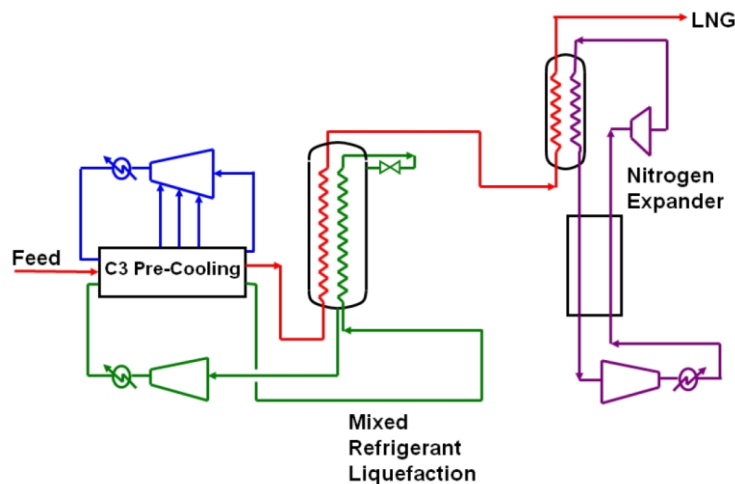 LNG
Nitrogen
Expander
Feed
C3 Pre-Cooling
Mixed
Refrigerant
Liquefaction